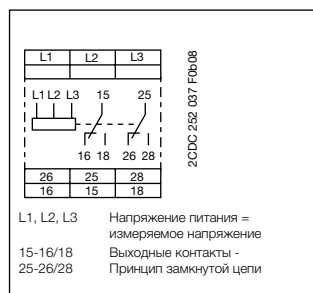 L1 L2 L3
L1 L2 L3 15 25
16 18 26 28
26 25 28
16 15 18
2CDC 252 037 F0b08
L1, L2, L3 Напряжение питания =
измеряемое напряжение
15-16/18 Выходные контакты -
25-26/28 Принцип замкнутой цепи